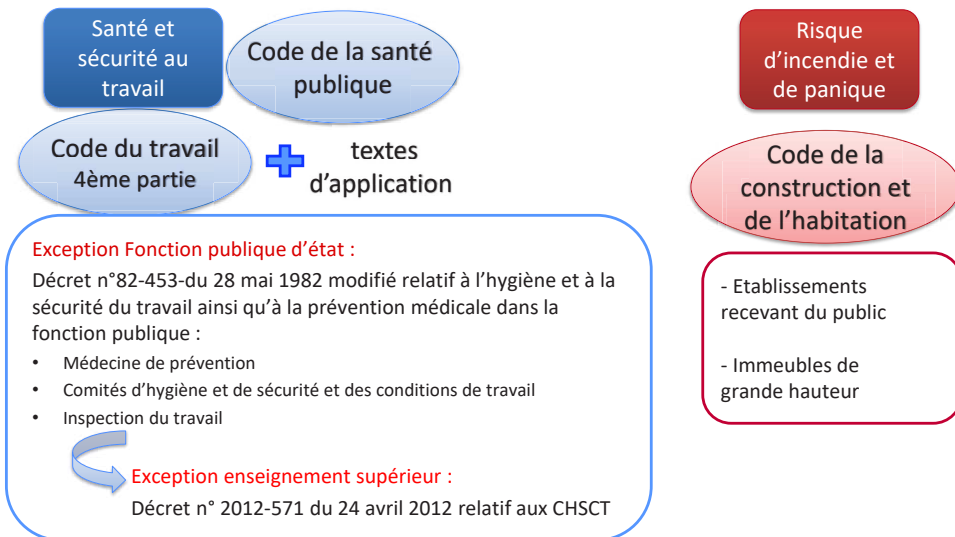 Santé et
sécurité au
travail
Code de la santé
publique
Code du travail
4ème partie
textes
d’application
Exception Fonction publique d’état :
Décret n°82-453-du 28 mai 1982 modifié relatif à l’hygiène et à la
sécurité du travail ainsi qu’à la prévention médicale dans la
fonction publique :
• Médecine de prévention
• Comités d’hygiène et de sécurité et des conditions de travail
• Inspection du travail
Exception enseignement supérieur :
Décret n° 2012-571 du 24 avril 2012 relatif aux CHSCT
Risque
d’incendie et
de panique
Code de la
construction et
de l’habitation
- Etablissements
recevant du public
- Immeubles de
grande hauteur